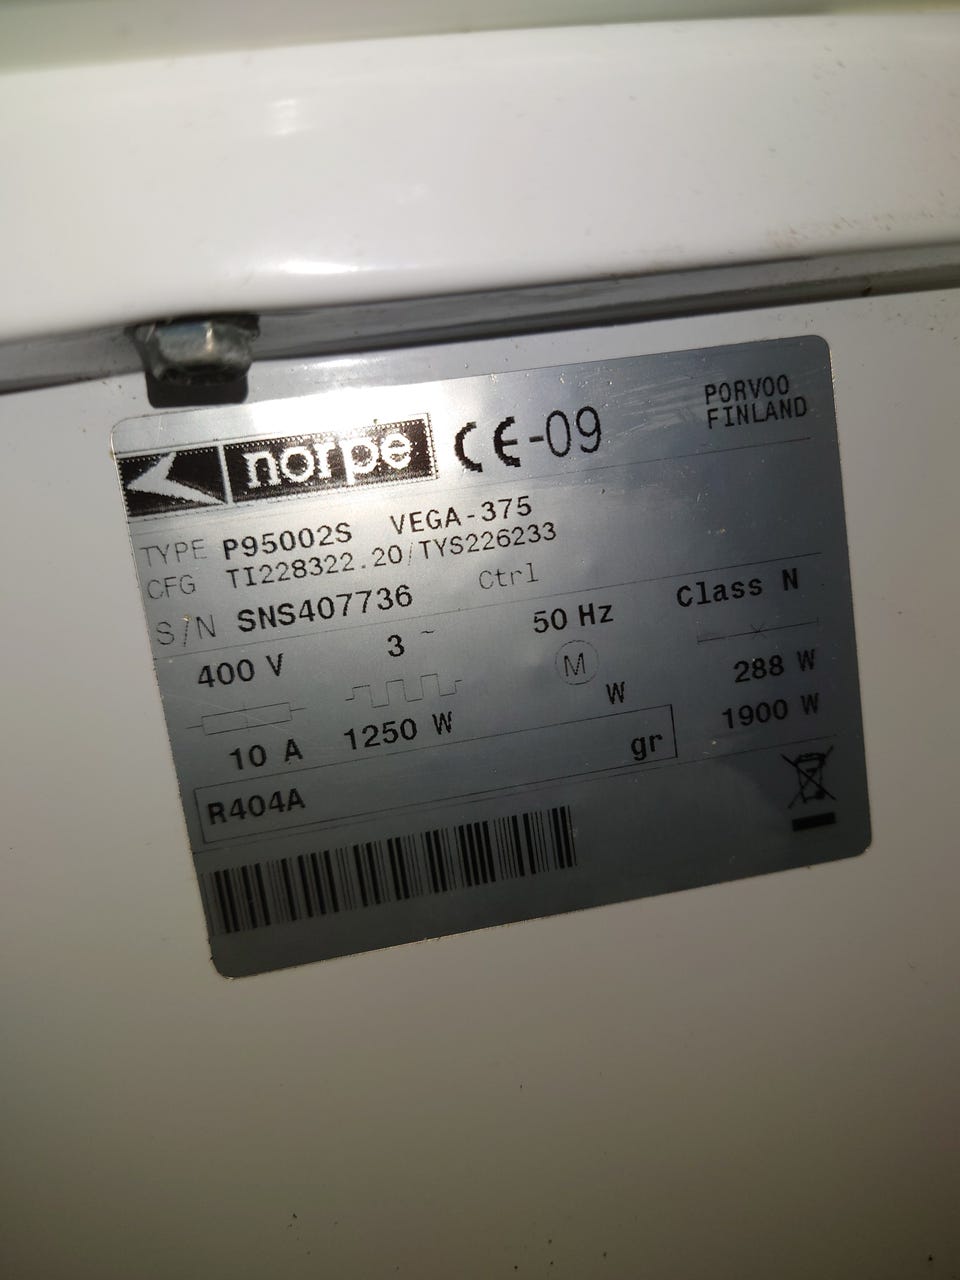 norpe CE-09 PORVOO
FINLAND
TYPE P95002S VEGA-375
CFG TI228322.20/TYS226233
S/N SNS407736 Ctrl
400 V 3 ~ 50 Hz Class N
M 288 W
10 A 1250 W W 1900 W
R404A gr